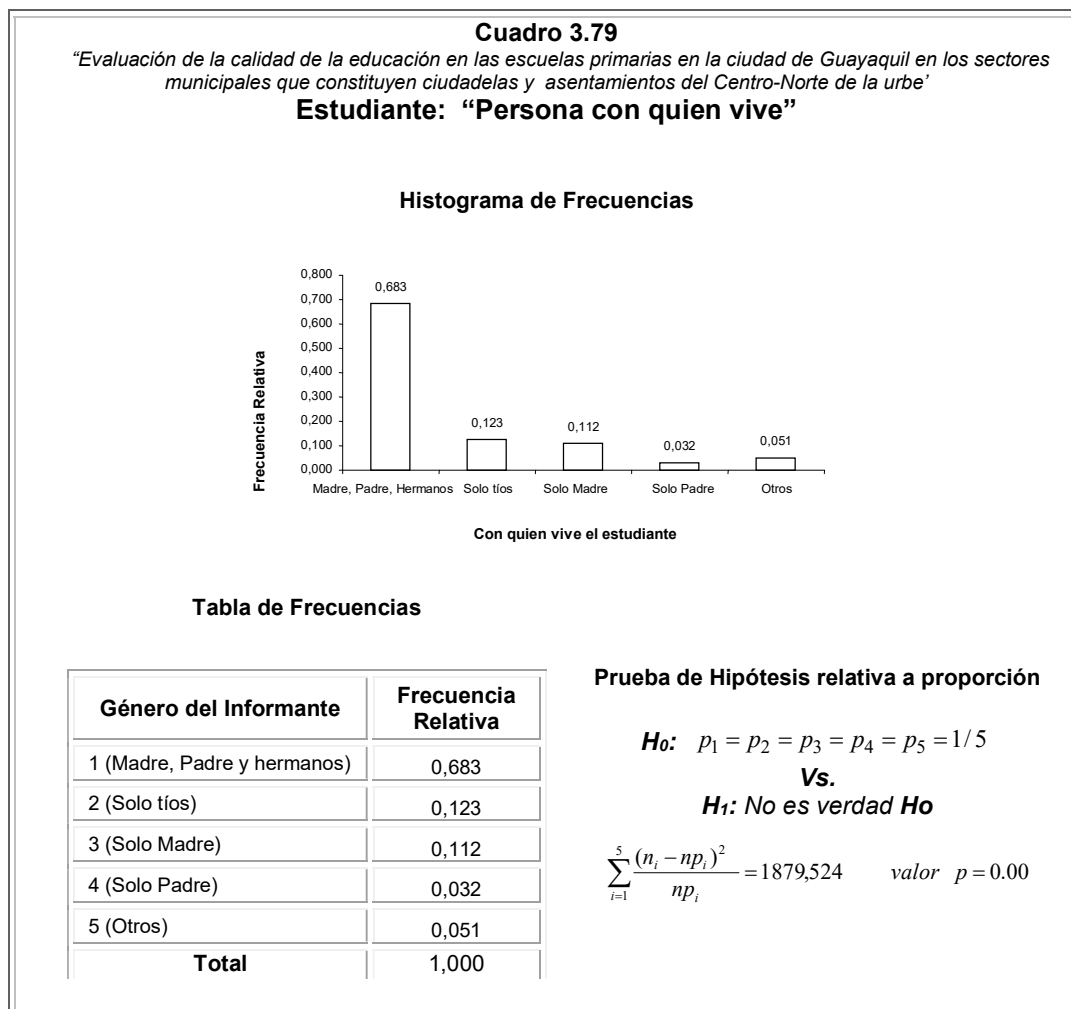 Cuadro 3.79
“Evaluación de la calidad de la educación en las escuelas primarias en la ciudad de Guayaquil en los sectores
municipales que constituyen ciudadelas y asentamientos del Centro-Norte de la urbe’
Estudiante: “Persona con quien vive”
Histograma de Frecuencias
Frecuencia Relativa
0,800
0,700
0,600
0,500
0,400
0,300
0,200
0,100
0,000
0,683
0,123
0,112
0,032
0,051
Madre, Padre, Hermanos Solo tíos Solo Madre Solo Padre Otros
Con quien vive el estudiante
Tabla de Frecuencias
Género del Informante Frecuencia
Relativa
1 (Madre, Padre y hermanos) 0,683
2 (Solo tíos) 0,123
3 (Solo Madre) 0,112
4 (Solo Padre) 0,032
5 (Otros) 0,051
Total 1,000
Prueba de Hipótesis relativa a proporción
H₀: p₁ = p₂ = p₃ = p₄ = p₅ = 1/5
Vs.
H₁: No es verdad Ho
∑_{i=1}^{5} (n_i − np_i)² / np_i = 1879,524 valor p = 0.00